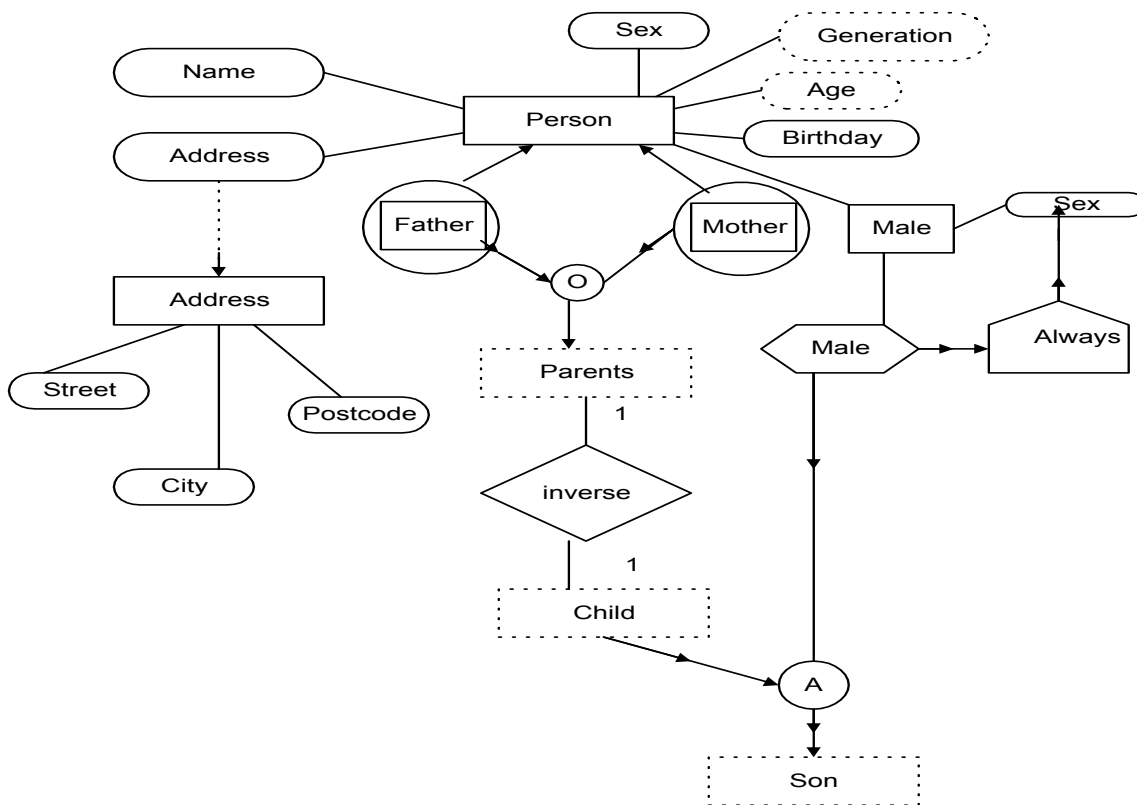 Sex
Generation
Name
Age
Person
Birthday
Address
Sex
Father
Mother
Male
O
Address
Always
Male
Parents
Street
1
Postcode
City
inverse
1
Child
A
Son